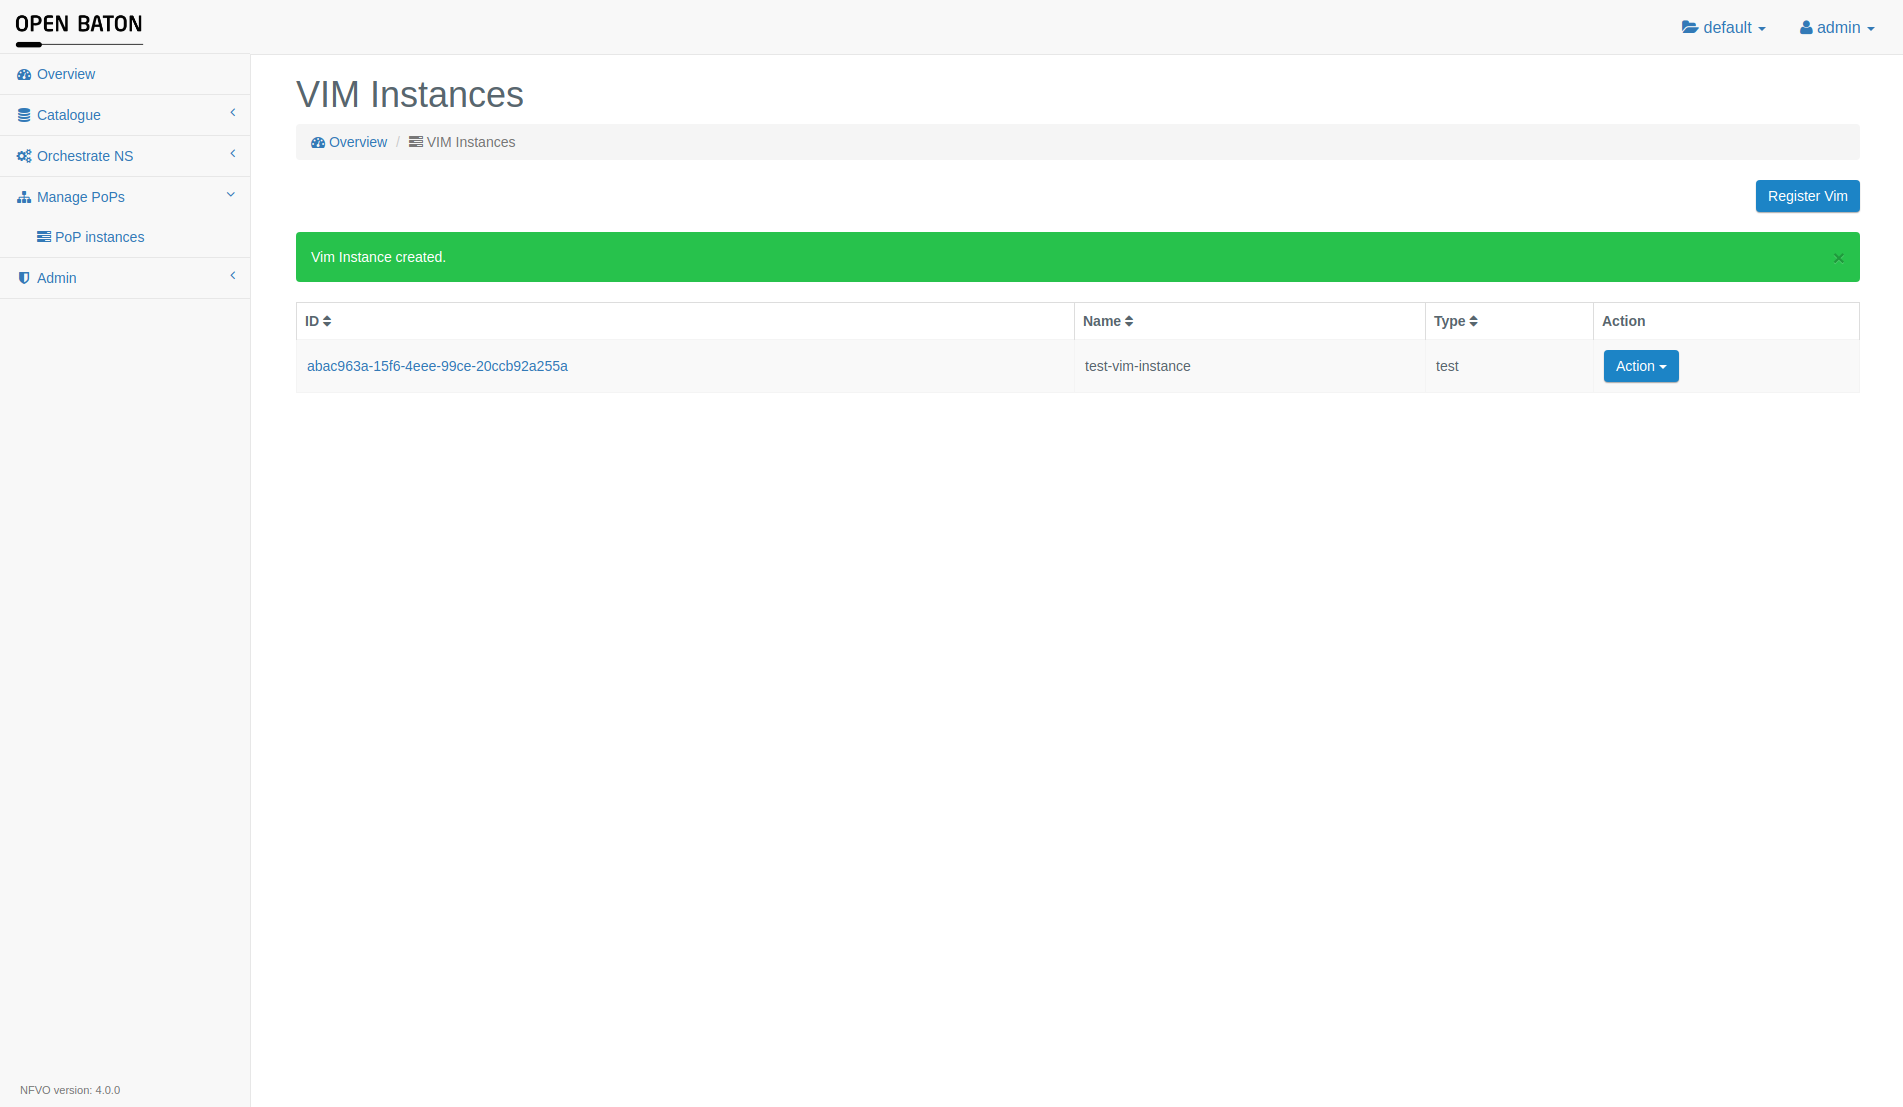 OPEN BATON
default
admin
Overview
Catalogue
Orchestrate NS
Manage PoPs
PoP instances
Admin
VIM Instances
Overview / VIM Instances
Register Vim
Vim Instance created.
×
ID Name Type Action
abac963a-15f6-4eee-99ce-20ccb92a255a test-vim-instance test Action
NFVO version: 4.0.0